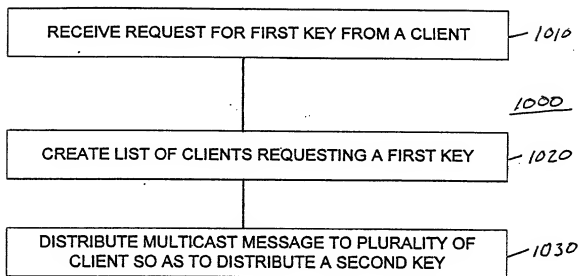 RECEIVE REQUEST FOR FIRST KEY FROM A CLIENT
1010
1000
CREATE LIST OF CLIENTS REQUESTING A FIRST KEY
1020
DISTRIBUTE MULTICAST MESSAGE TO PLURALITY OF
CLIENT SO AS TO DISTRIBUTE A SECOND KEY
1030